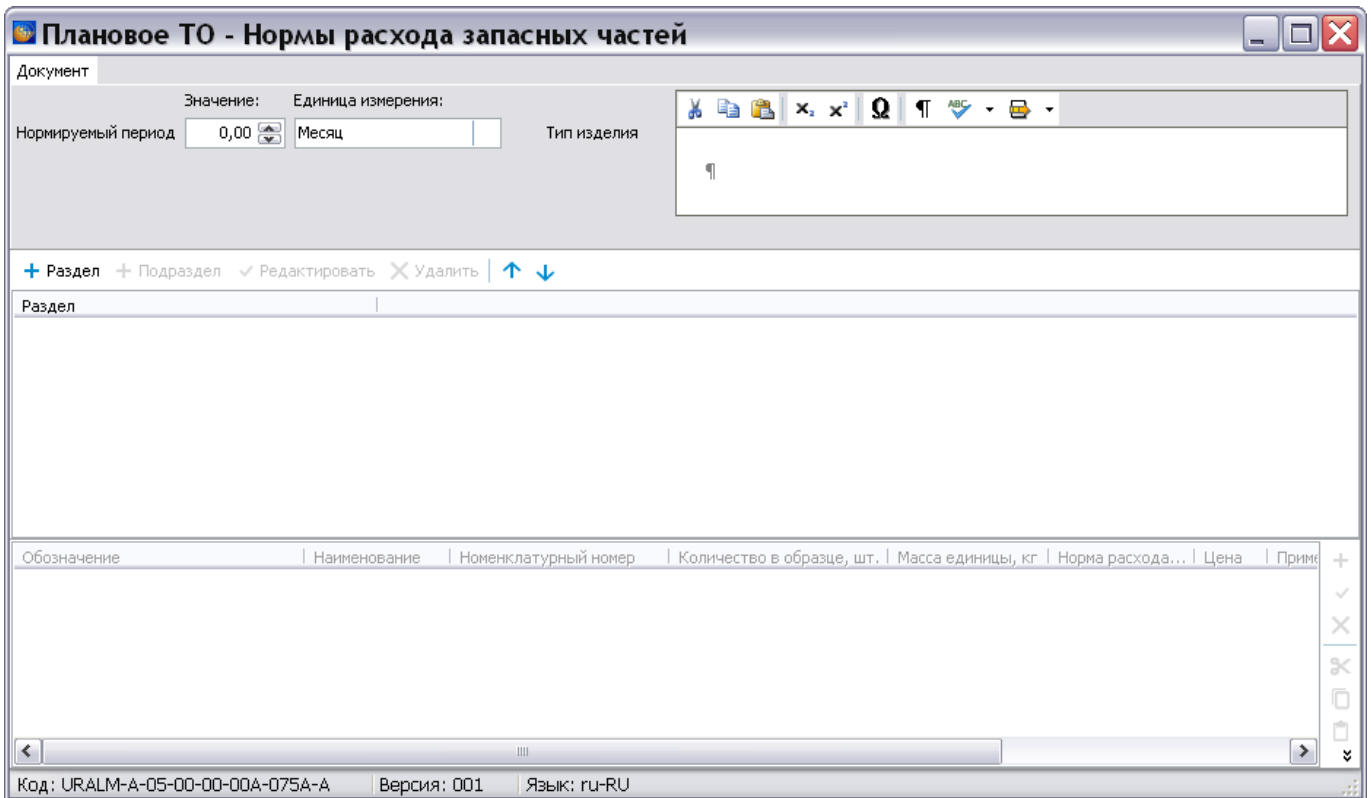 Плановое ТО - Нормы расхода запасных частей
Документ
Значение: Единица измерения:
Нормируемый период 0,00 Месяц Тип изделия
ABC
¶
Раздел Подраздел Редактировать Удалить
Раздел
Обозначение Наименование Номенклатурный номер Количество в образце, шт. Масса единицы, кг Норма расхода... Цена Приме
Код: URALM-A-05-00-00-00A-075A-A Версия: 001 Язык: ru-RU